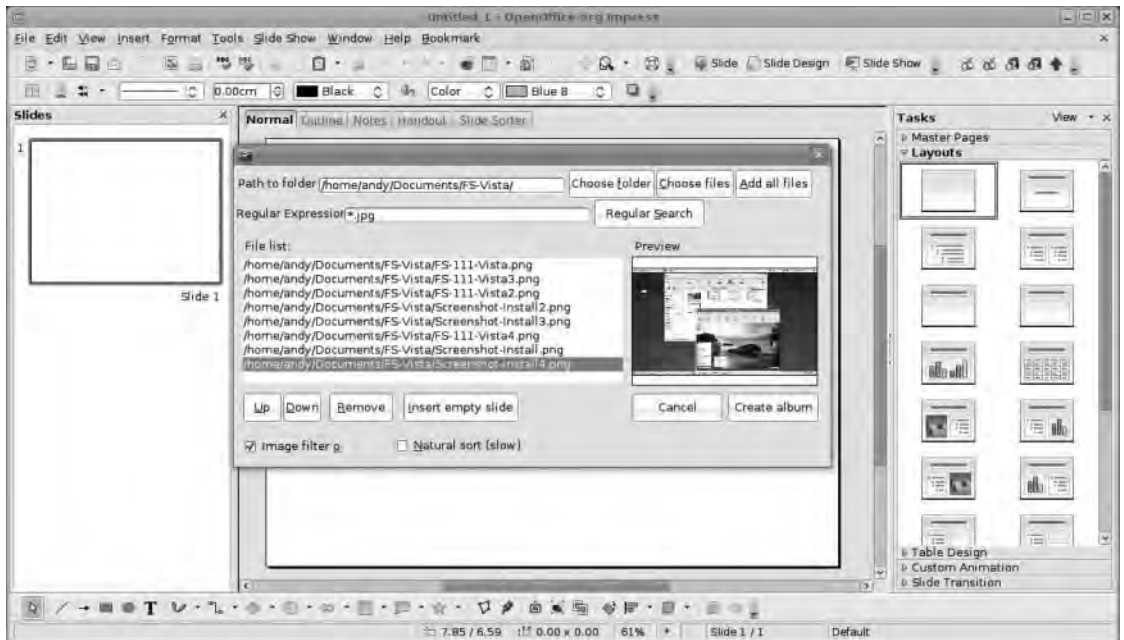 Untitled 1 - OpenOffice.org Impress
File Edit View Insert Format Tools Slide Show Window Help Bookmark
Slide Slide Design Slide Show
0.00cm Black Color Blue 8
Slides
Normal Outline Notes Handout Slide Sorter
Tasks View
Master Pages
Layouts
1
Slide 1
Path to folder /home/andy/Documents/FS-Vista/ Choose folder Choose files Add all files
Regular Expression *.jpg Regular Search
File list: Preview
/home/andy/Documents/FS-Vista/FS-111-Vista.png
/home/andy/Documents/FS-Vista/FS-111-Vista3.png
/home/andy/Documents/FS-Vista/FS-111-Vista2.png
/home/andy/Documents/FS-Vista/Screenshot-Install2.png
/home/andy/Documents/FS-Vista/Screenshot-Install3.png
/home/andy/Documents/FS-Vista/FS-111-Vista4.png
/home/andy/Documents/FS-Vista/Screenshot-Install.png
/home/andy/Documents/FS-Vista/Screenshot-Install4.png
Up Down Remove Insert empty slide Cancel Create album
Image filter o Natural sort (slow)
Table Design
Custom Animation
Slide Transition
T
7.85 / 6.59 0.00 x 0.00 61% * Slide 1 / 1 Default